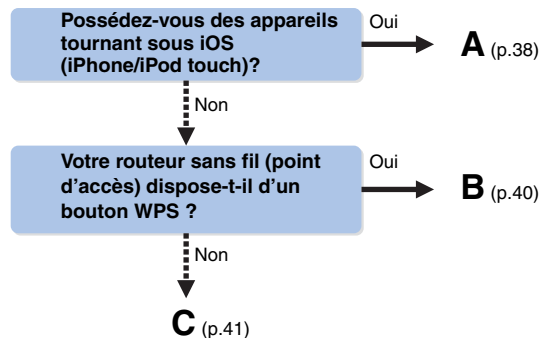 Possédez-vous des appareils
tournant sous iOS
(iPhone/iPod touch)?
Oui
A (p.38)
Non
Votre routeur sans fil (point
d'accès) dispose-t-il d'un
bouton WPS ?
Oui
B (p.40)
Non
C (p.41)